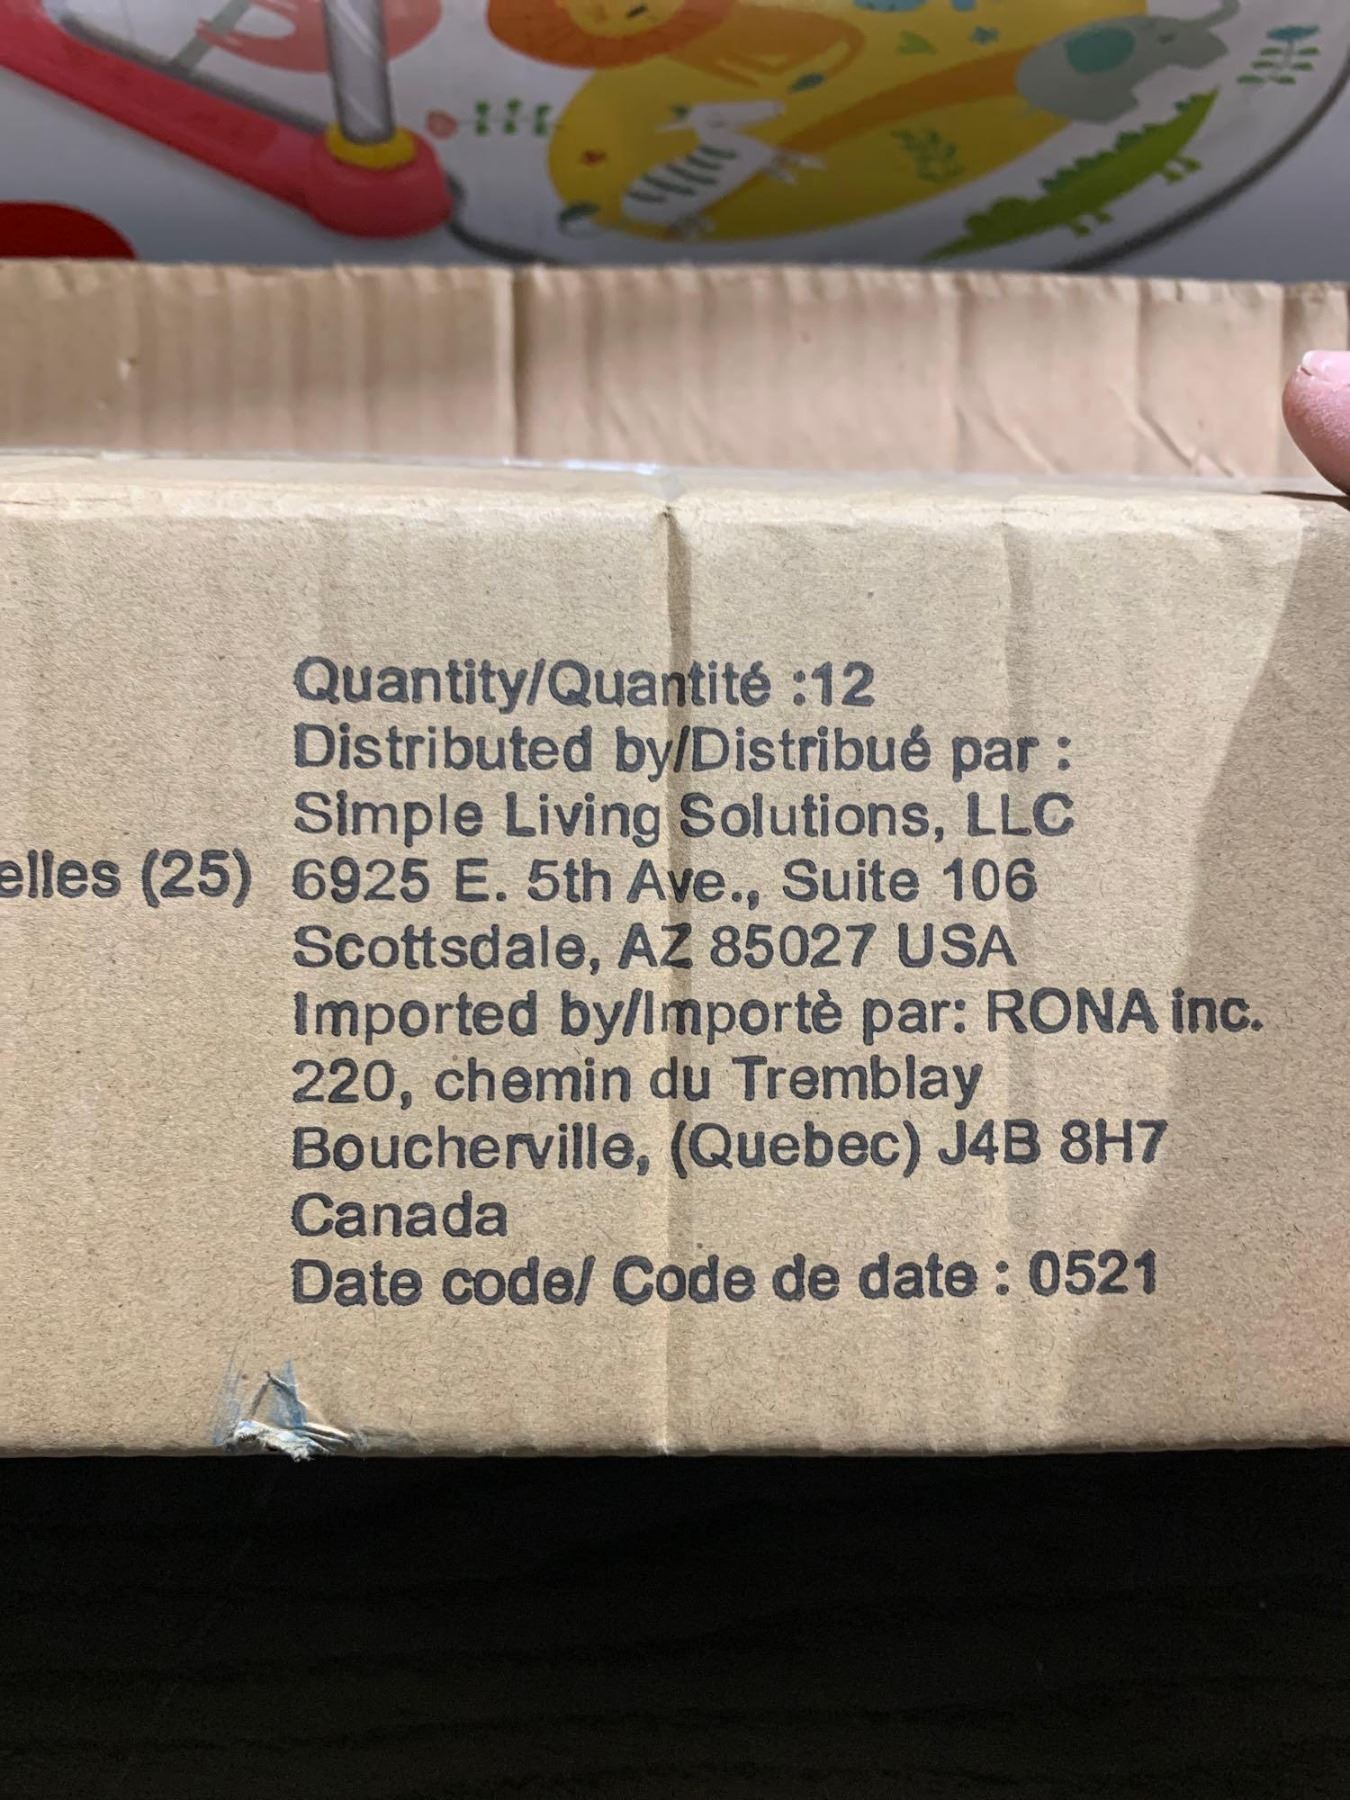 Quantity/Quantité :12
Distributed by/Distribué par :
Simple Living Solutions, LLC
elles (25) 6925 E. 5th Ave., Suite 106
Scottsdale, AZ 85027 USA
Imported by/Importè par: RONA inc.
220, chemin du Tremblay
Boucherville, (Quebec) J4B 8H7
Canada
Date code/ Code de date : 0521